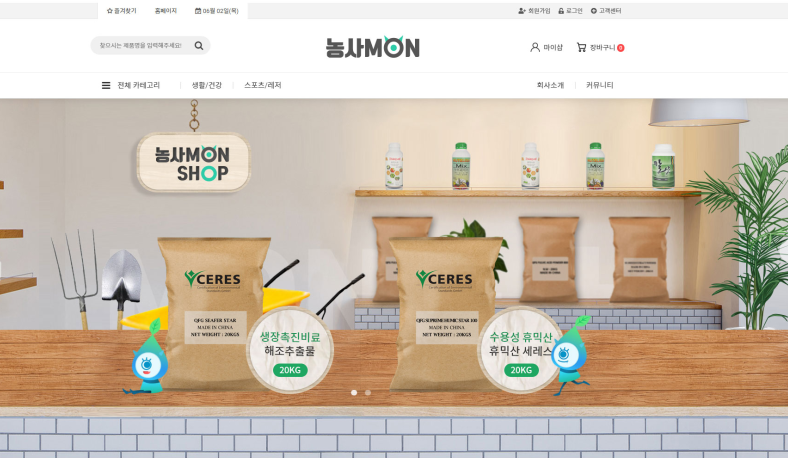 즐겨찾기 홈페이지 06월 02일(목) 회원가입 로그인 고객센터
찾으시는 제품명을 입력해주세요! 농사MON 마이샵 장바구니 0
전체 카테고리 생활/건강 스포츠/레저 회사소개 커뮤니티
농사MON
SHOP
CERES
QFG SEAFER STAR
MADE IN CHINA
NET WEIGHT : 20KGS
생장촉진비료
해조추출물
20KG
CERES
QFG SUPREME HUMIC STAR 100
MADE IN CHINA
NET WEIGHT : 20KGS
수용성 휴믹산
휴믹산 세레스
20KG